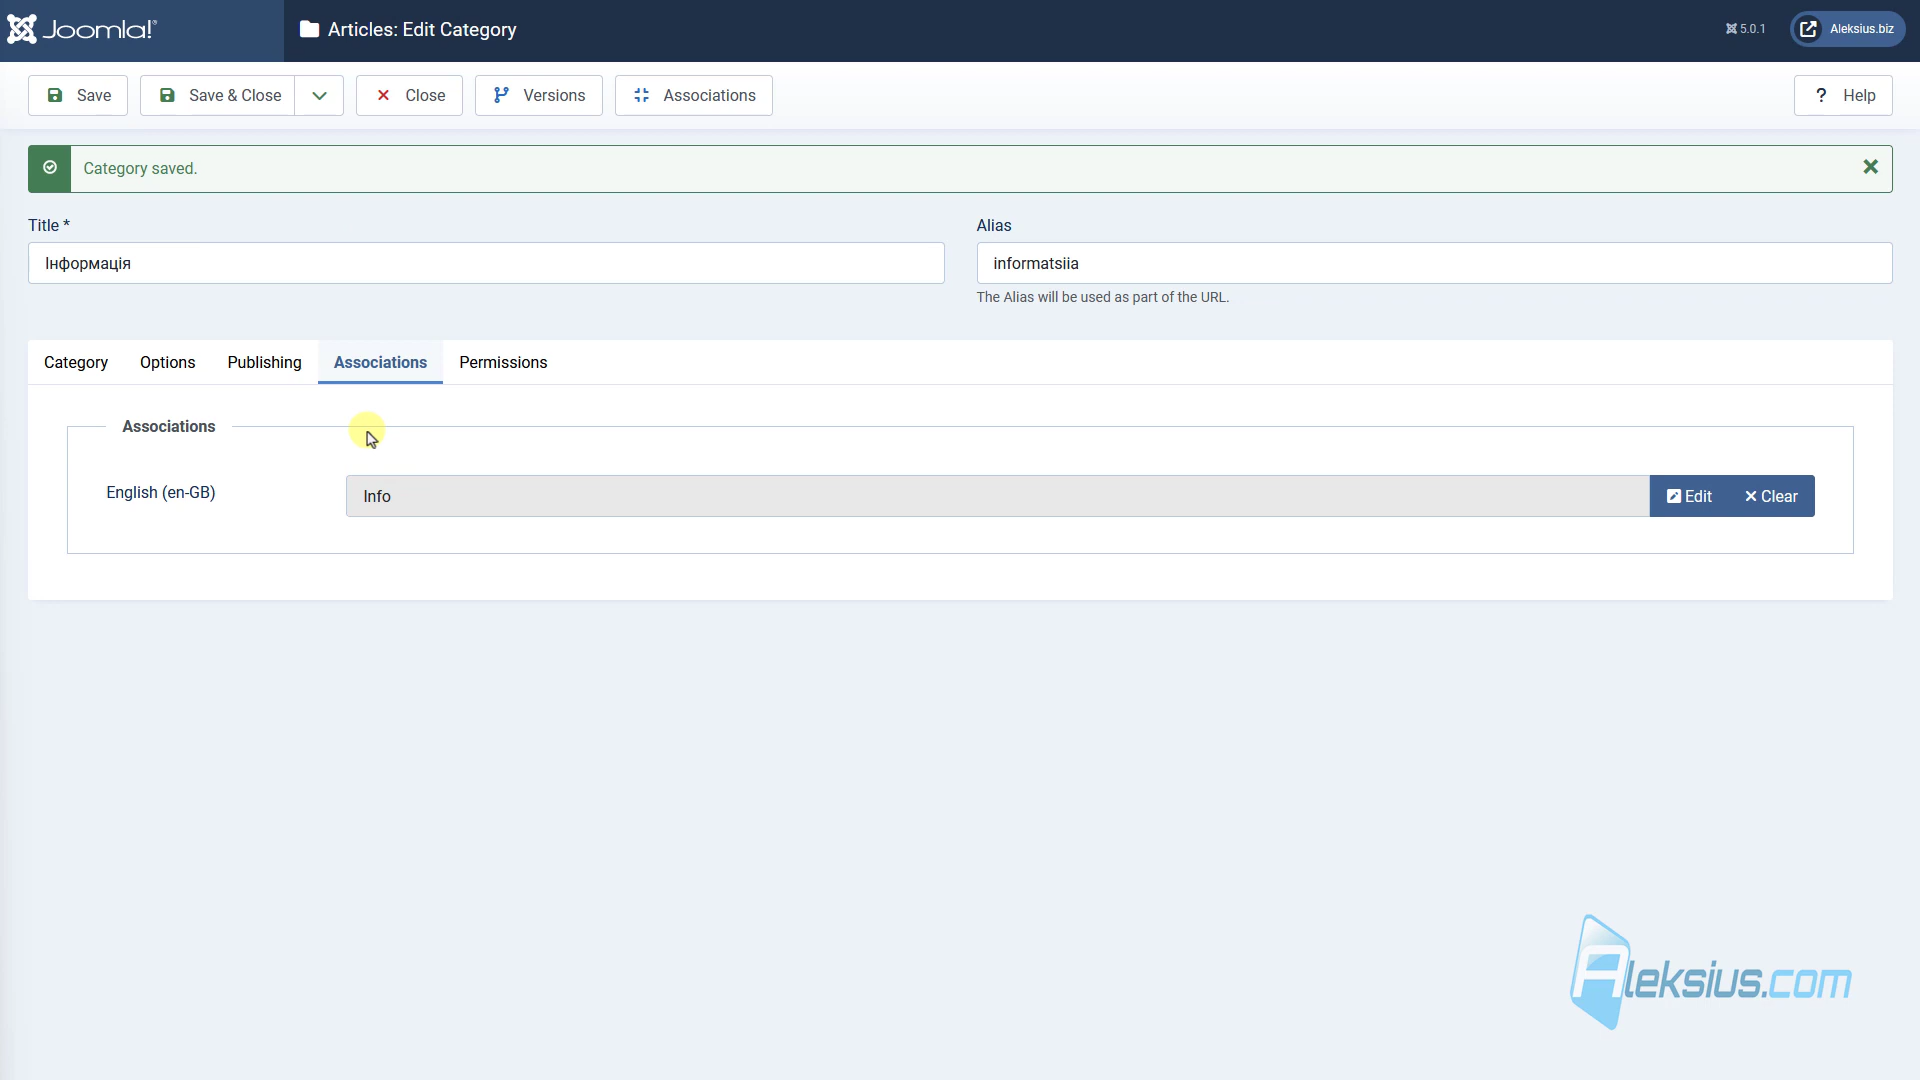 Joomla!
Articles: Edit Category
5.0.1
Aleksius.biz
Save
Save & Close
Close
Versions
Associations
? Help
Category saved.
Title *
Alias
Інформація
informatsiia
The Alias will be used as part of the URL.
Category
Options
Publishing
Associations
Permissions
Associations
English (en-GB)
Info
Edit
Clear
Aleksius.com